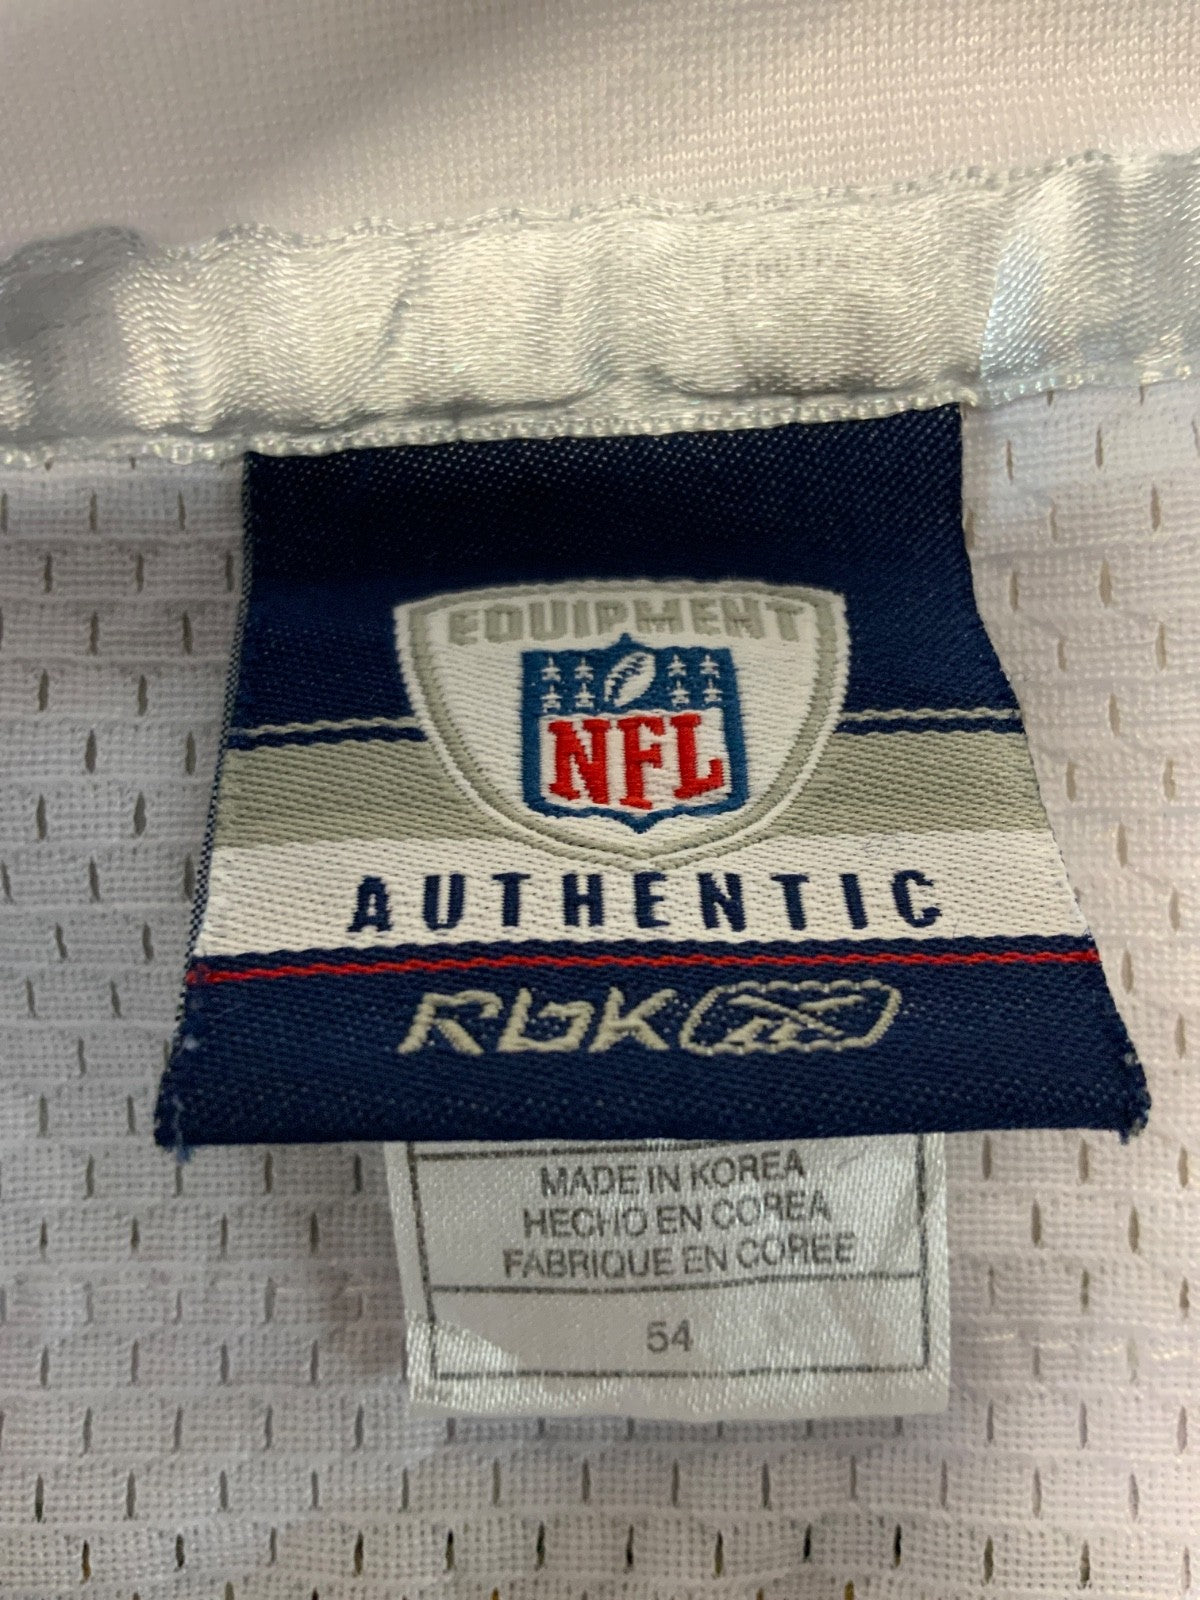 EQUIPMENT
NFL
AUTHENTIC
RBK
MADE IN KOREA
HECHO EN COREA
FABRIQUE EN COREE
54